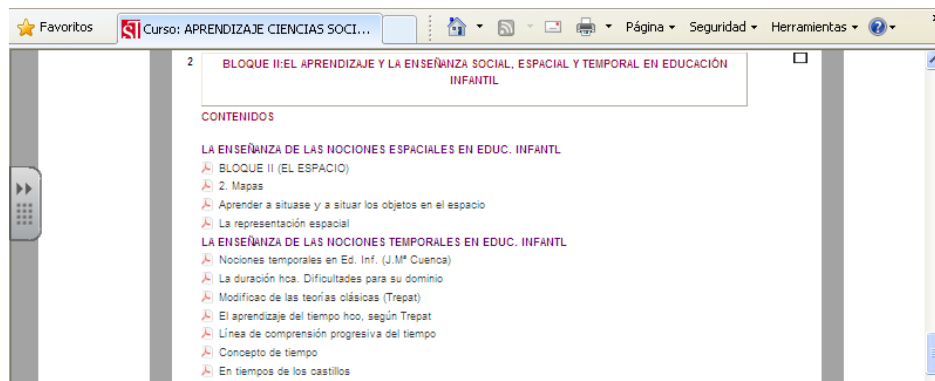 Favoritos
Curso: APRENDIZAJE CIENCIAS SOCI...
Página
Seguridad
Herramientas
2
BLOQUE II:EL APRENDIZAJE Y LA ENSEÑANZA SOCIAL, ESPACIAL Y TEMPORAL EN EDUCACIÓN
INFANTIL
CONTENIDOS
LA ENSEÑANZA DE LAS NOCIONES ESPACIALES EN EDUC. INFANTL
BLOQUE II (EL ESPACIO)
2. Mapas
Aprender a situase y a situar los objetos en el espacio
La representación espacial
LA ENSEÑANZA DE LAS NOCIONES TEMPORALES EN EDUC. INFANTL
Nociones temporales en Ed. Inf. (J.Mª Cuenca)
La duración hca. Dificultades para su dominio
Modificac de las teorías clásicas (Trepat)
El aprendizaje del tiempo hco, según Trepat
Línea de comprensión progresiva del tiempo
Concepto de tiempo
En tiempos de los castillos